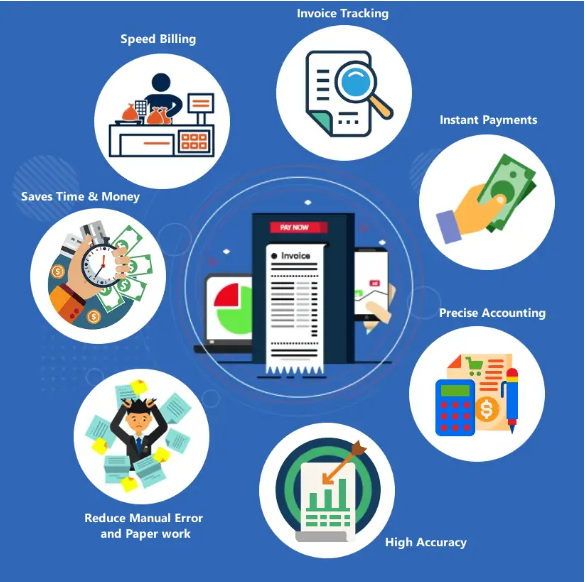 Invoice Tracking
Speed Billing
Instant Payments
Saves Time & Money
PAY NOW
Invoice
Precise Accounting
Reduce Manual Error
and Paper work
High Accuracy